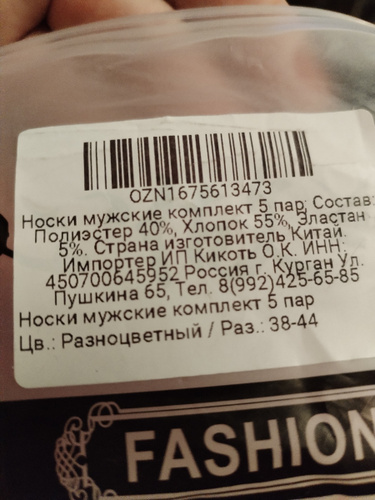 OZN1675613473
Носки мужские комплект 5 пар; Состав:
Полиэстер 40%, Хлопок 55%, Эластан
5%. Страна изготовитель Китай.
Импортер ИП Кикоть О.К. ИНН:
450700645952 Россия г. Курган Ул.
Пушкина 65, Тел. 8(992)425-65-85
Носки мужские комплект 5 пар
Цв.: Разноцветный / Раз.: 38-44
FASHION